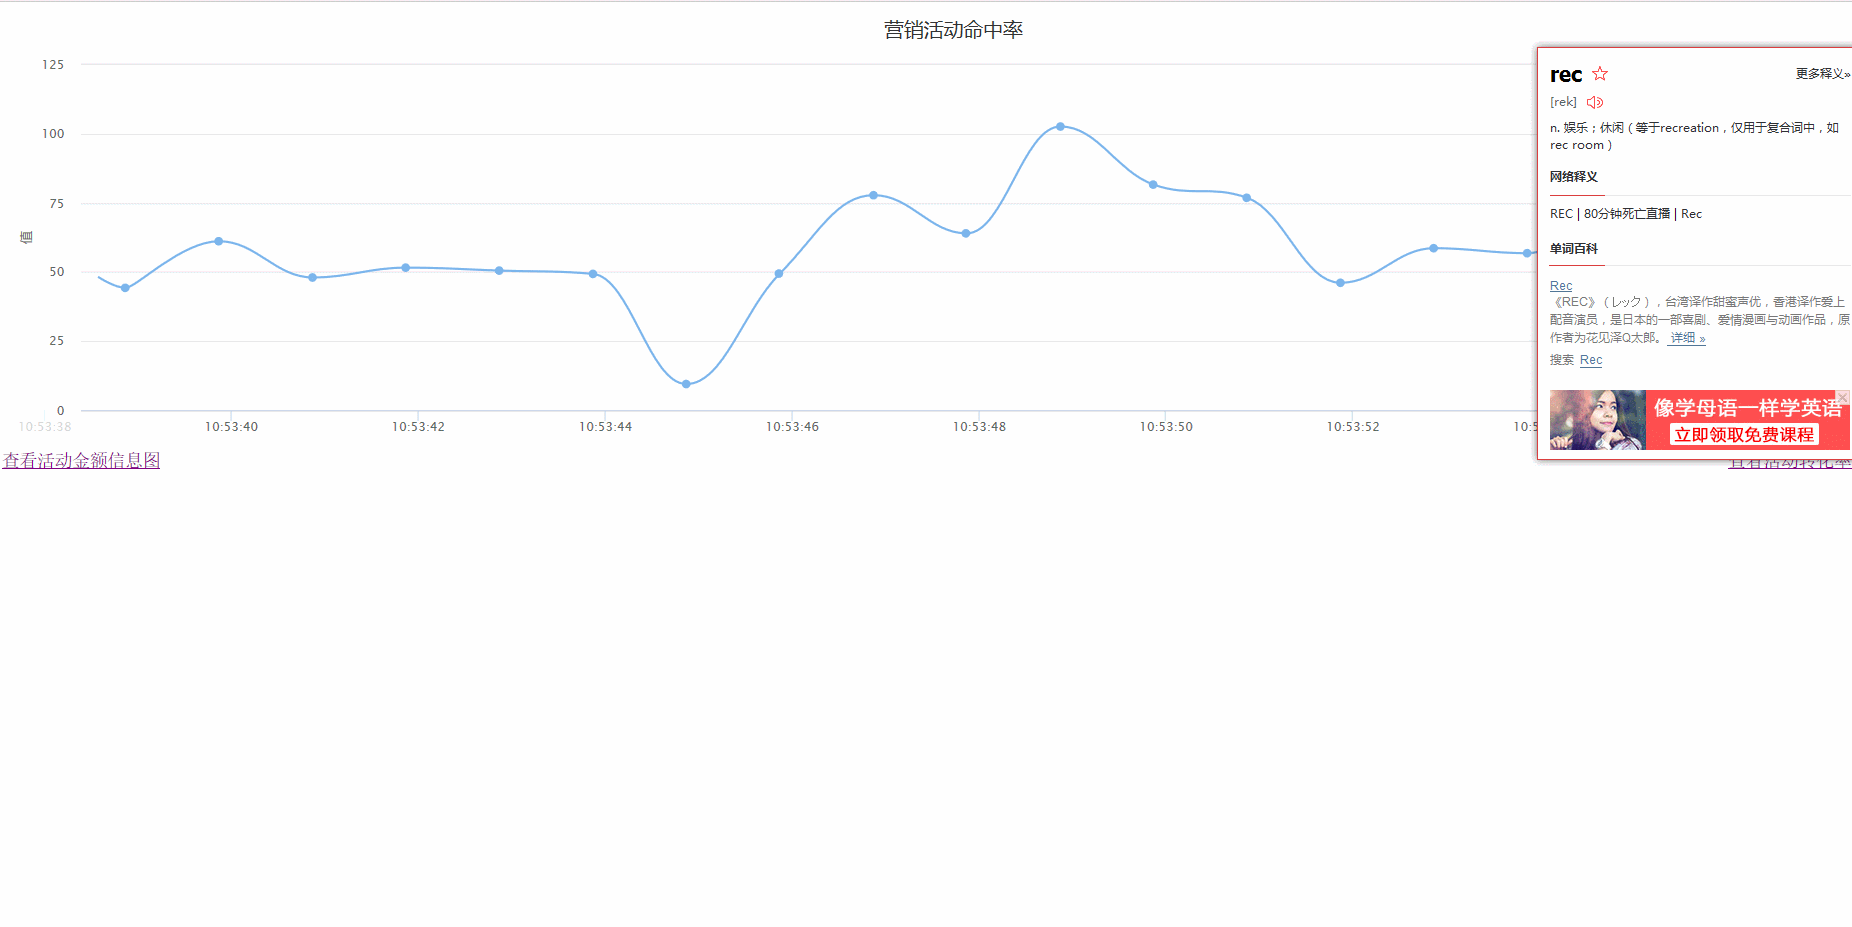 营销活动命中率
125
100
75
50
25
0
值
10:53:38
10:53:40
10:53:42
10:53:44
10:53:46
10:53:48
10:53:50
10:53:52
10:5
查看活动金额信息图
查看活动转化率
rec
更多释义»
[rek]
n. 娱乐；休闲（等于recreation，仅用于复合词中，如
rec room）
网络释义
REC | 80分钟死亡直播 | Rec
单词百科
Rec
《REC》（レック），台湾译作甜蜜声优，香港译作爱上
配音演员，是日本的一部喜剧、爱情漫画与动画作品，原
作者为花见泽Q太郎。 详细 »
搜索 Rec
像学母语一样学英语
立即领取免费课程